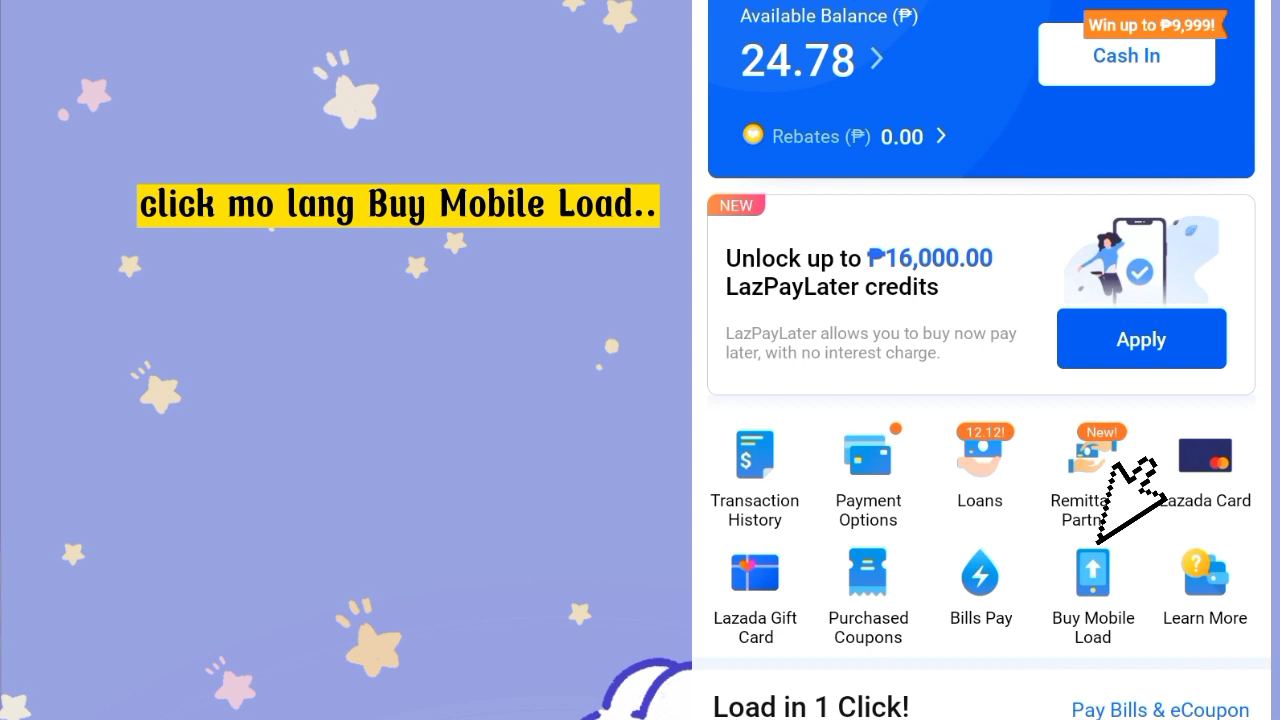 click mo lang Buy Mobile Load..
Available Balance (₱)
24.78
Win up to ₱9,999!
Cash In
Rebates (₱) 0.00
NEW
Unlock up to ₱16,000.00
LazPayLater credits
LazPayLater allows you to buy now pay
later, with no interest charge.
Apply
12.12!
New!
Transaction
History
Payment
Options
Loans
Lazada Card
Lazada Gift
Card
Purchased
Coupons
Bills Pay
Buy Mobile
Load
Learn More
Load in 1 Click!
Pay Bills & eCoupon